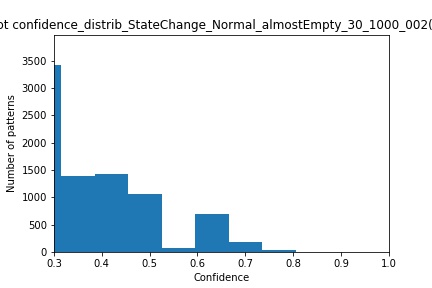 ot confidence_distrib_StateChange_Normal_almostEmpty_30_1000_002(
3500
3000
2500
2000
1500
1000
500
0
Number of patterns
0.3 0.4 0.5 0.6 0.7 0.8 0.9 1.0
Confidence